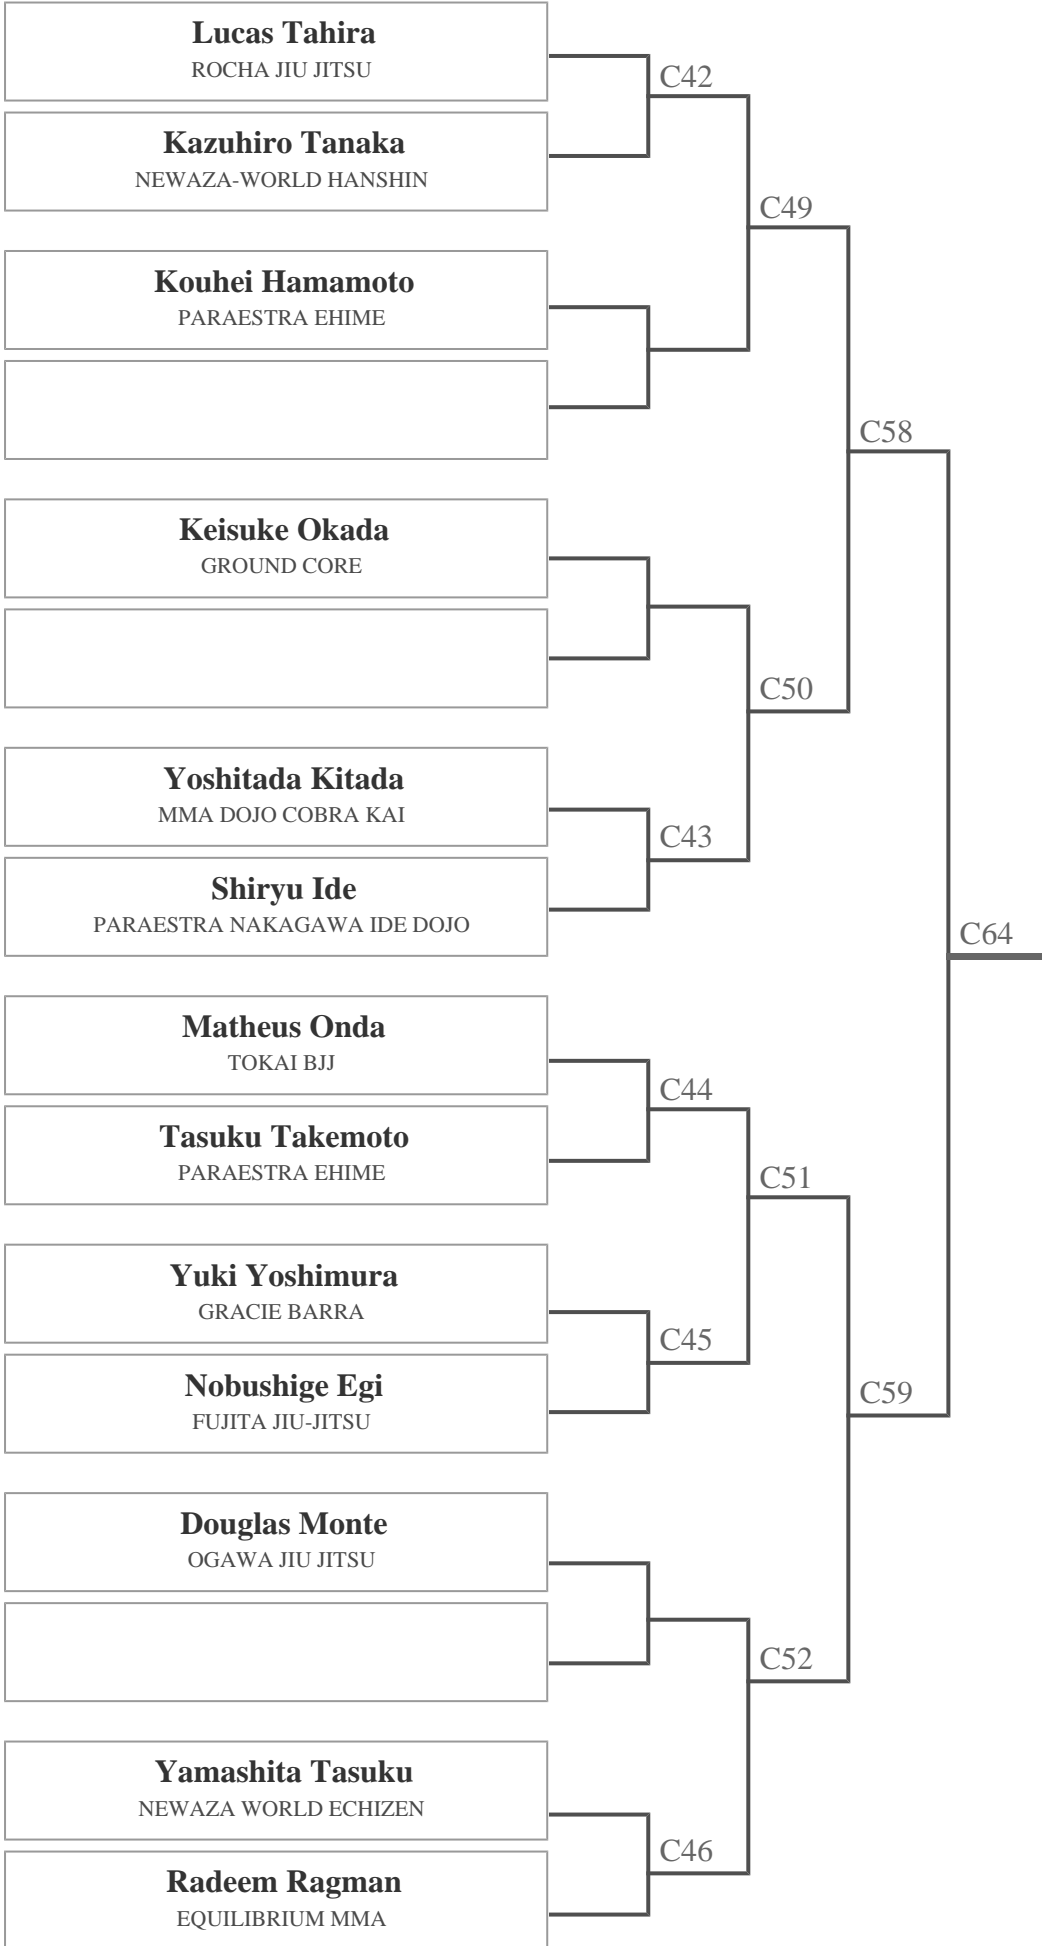 Lucas Tahira
ROCHA JIU JITSU
C42
Kazuhiro Tanaka
NEWAZA-WORLD HANSHIN
C49
Kouhei Hamamoto
PARAESTRA EHIME
C58
Keisuke Okada
GROUND CORE
C50
Yoshitada Kitada
MMA DOJO COBRA KAI
C43
Shiryu Ide
PARAESTRA NAKAGAWA IDE DOJO
C64
Matheus Onda
TOKAI BJJ
C44
Tasuku Takemoto
PARAESTRA EHIME
C51
Yuki Yoshimura
GRACIE BARRA
C45
Nobushige Egi
FUJITA JIU-JITSU
C59
Douglas Monte
OGAWA JIU JITSU
C52
Yamashita Tasuku
NEWAZA WORLD ECHIZEN
C46
Radeem Ragman
EQUILIBRIUM MMA